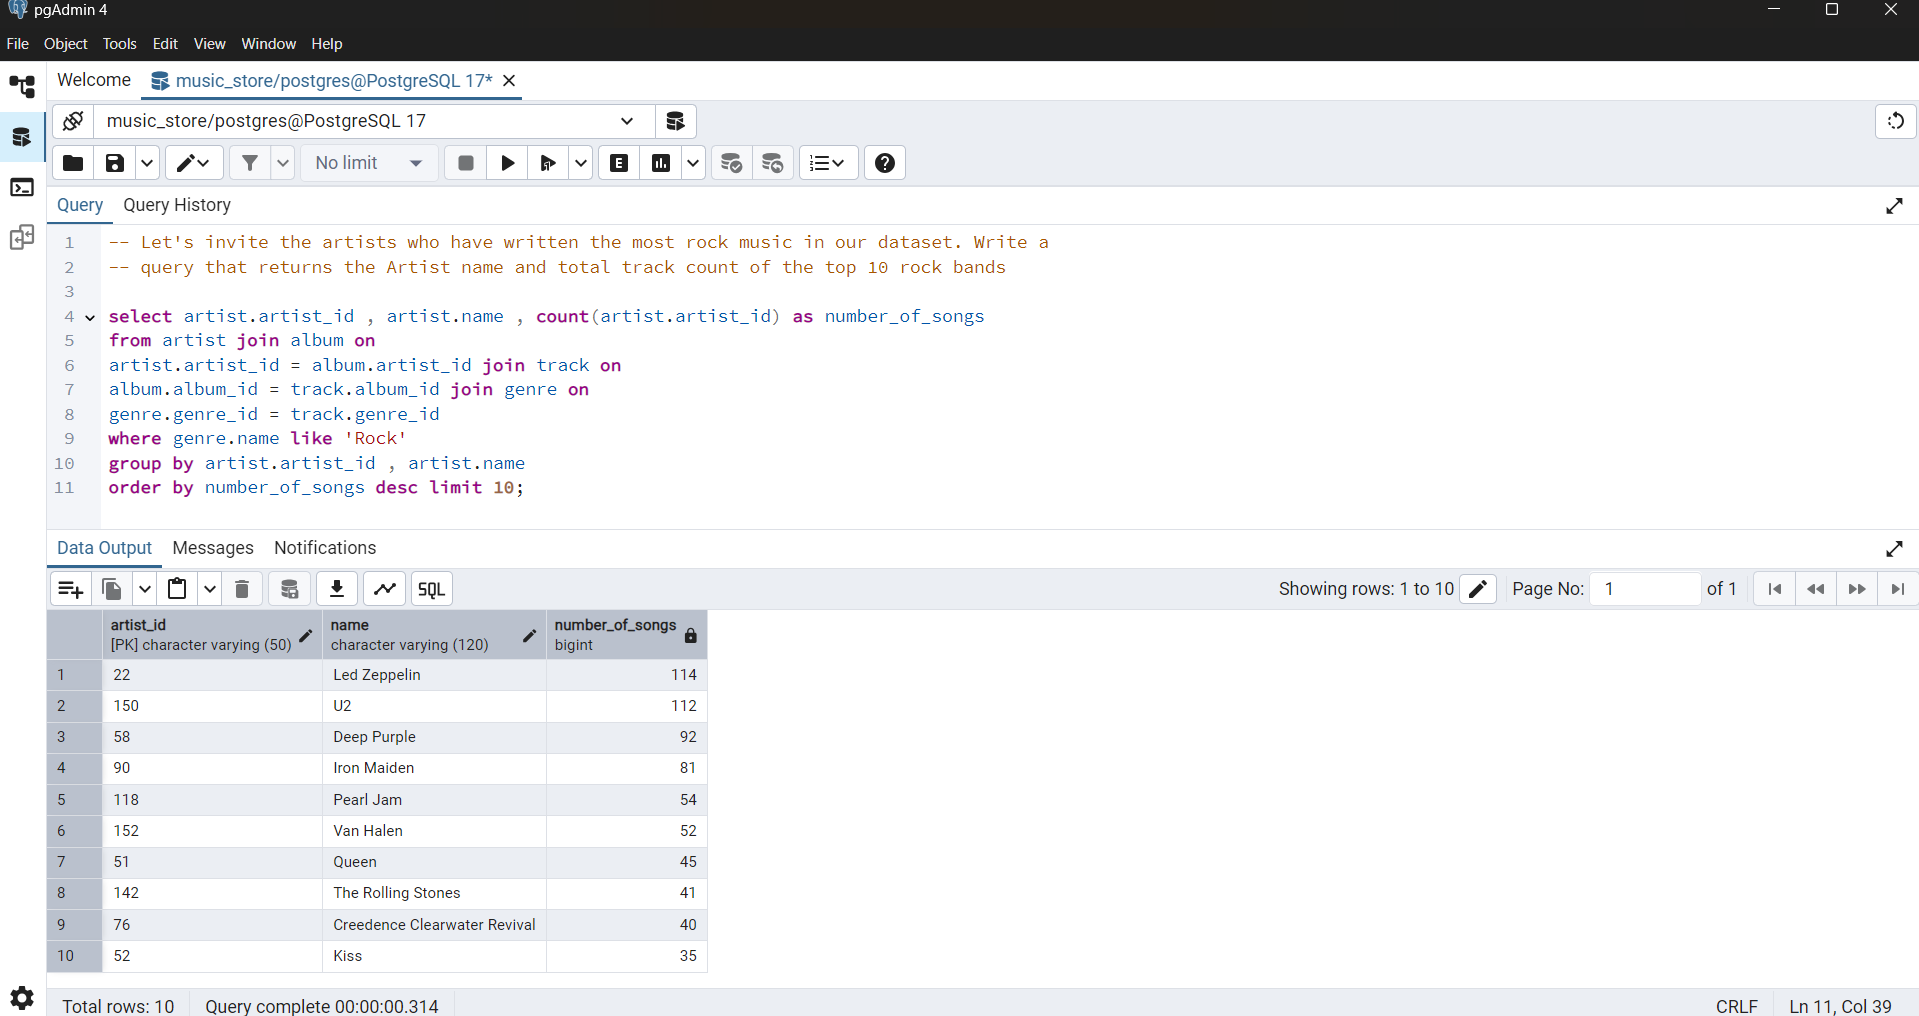 pgAdmin 4
File Object Tools Edit View Window Help
Welcome music_store/postgres@PostgreSQL 17*
music_store/postgres@PostgreSQL 17
No limit E
Query Query History
1 -- Let's invite the artists who have written the most rock music in our dataset. Write a
2 -- query that returns the Artist name and total track count of the top 10 rock bands
3
4 select artist.artist_id , artist.name , count(artist.artist_id) as number_of_songs
5 from artist join album on
6 artist.artist_id = album.artist_id join track on
7 album.album_id = track.album_id join genre on
8 genre.genre_id = track.genre_id
9 where genre.name like 'Rock'
10 group by artist.artist_id , artist.name
11 order by number_of_songs desc limit 10;
Data Output Messages Notifications
SQL Showing rows: 1 to 10 Page No: 1 of 1
artist_id name number_of_songs
[PK] character varying (50) character varying (120) bigint
1 22 Led Zeppelin 114
2 150 U2 112
3 58 Deep Purple 92
4 90 Iron Maiden 81
5 118 Pearl Jam 54
6 152 Van Halen 52
7 51 Queen 45
8 142 The Rolling Stones 41
9 76 Creedence Clearwater Revival 40
10 52 Kiss 35
Total rows: 10 Query complete 00:00:00.314 CRLF Ln 11, Col 39